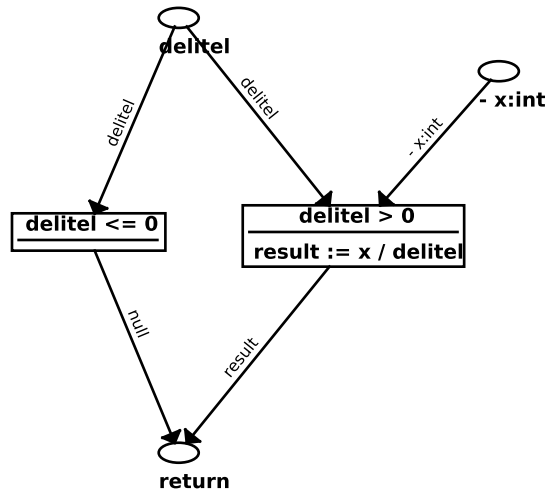 delitel
- x:int
delitel
delitel
- x:int
delitel <= 0
delitel > 0
result := x / delitel
null
result
return